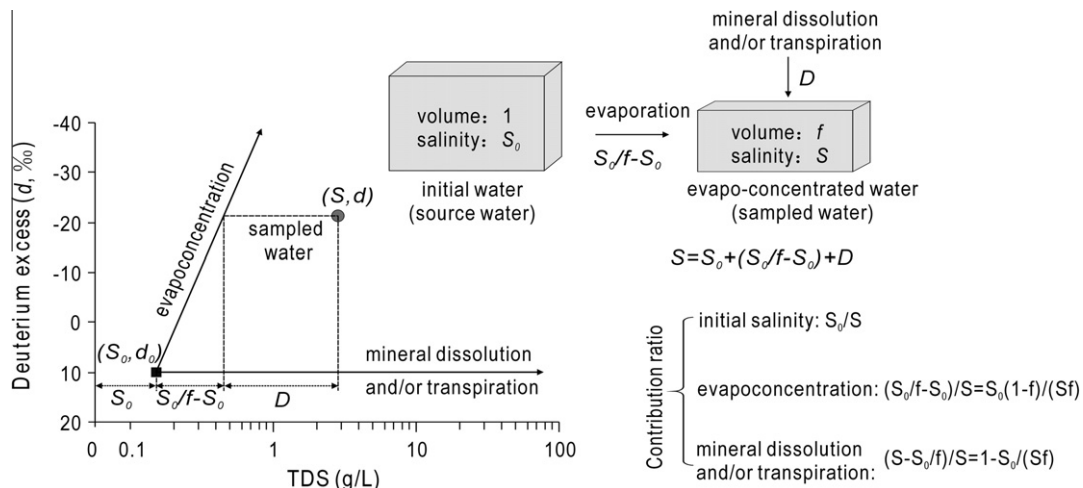 mineral dissolution
and/or transpiration
D
volume: 1
salinity: S₀
evaporation
S₀/f-S₀
volume: f
salinity: S
initial water
(source water)
evapo-concentrated water
(sampled water)
S=S₀+(S₀/f-S₀)+D
Deuterium excess (d, ‰)
-40
-30
-20
-10
0
10
20
evapoconcentration
(S,d)
sampled
water
(S₀,d₀)
mineral dissolution
and/or transpiration
S₀
S₀/f-S₀
D
0
0.1
1
10
100
TDS (g/L)
Contribution ratio
initial salinity: S₀/S
evapoconcentration: (S₀/f-S₀)/S=S₀(1-f)/(Sf)
mineral dissolution
and/or transpiration: (S-S₀/f)/S=1-S₀/(Sf)